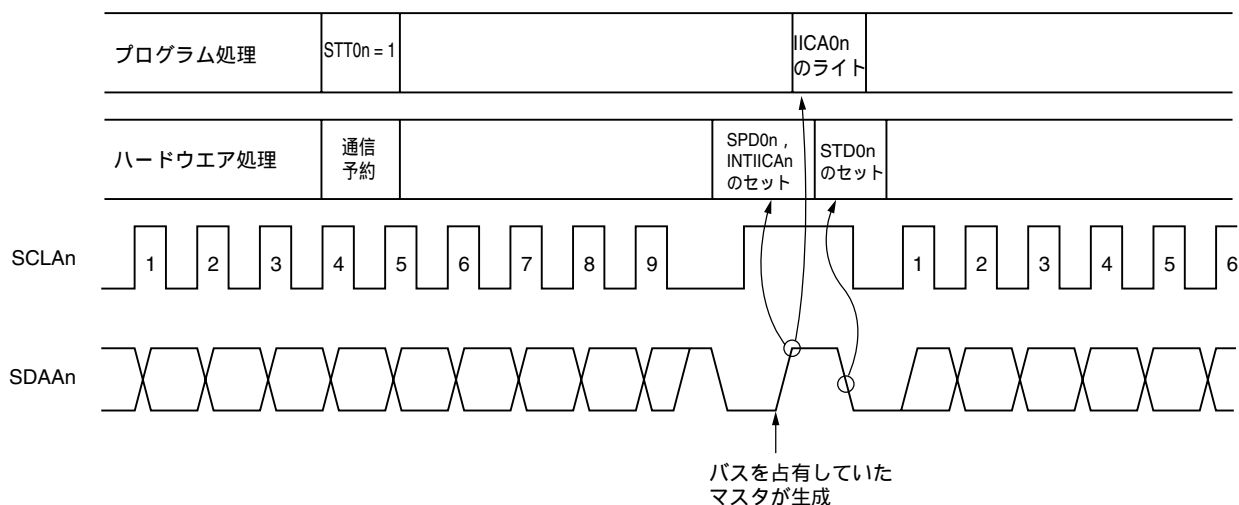 プログラム処理
STT0n = 1
IICA0n
のライト
ハードウエア処理
通信
予約
SPD0n ,
INTIICAn
のセット
STD0n
のセット
SCLAn
1 2 3 4 5 6 7 8 9 1 2 3 4 5 6
SDAAn
バスを占有していた
マスタが生成